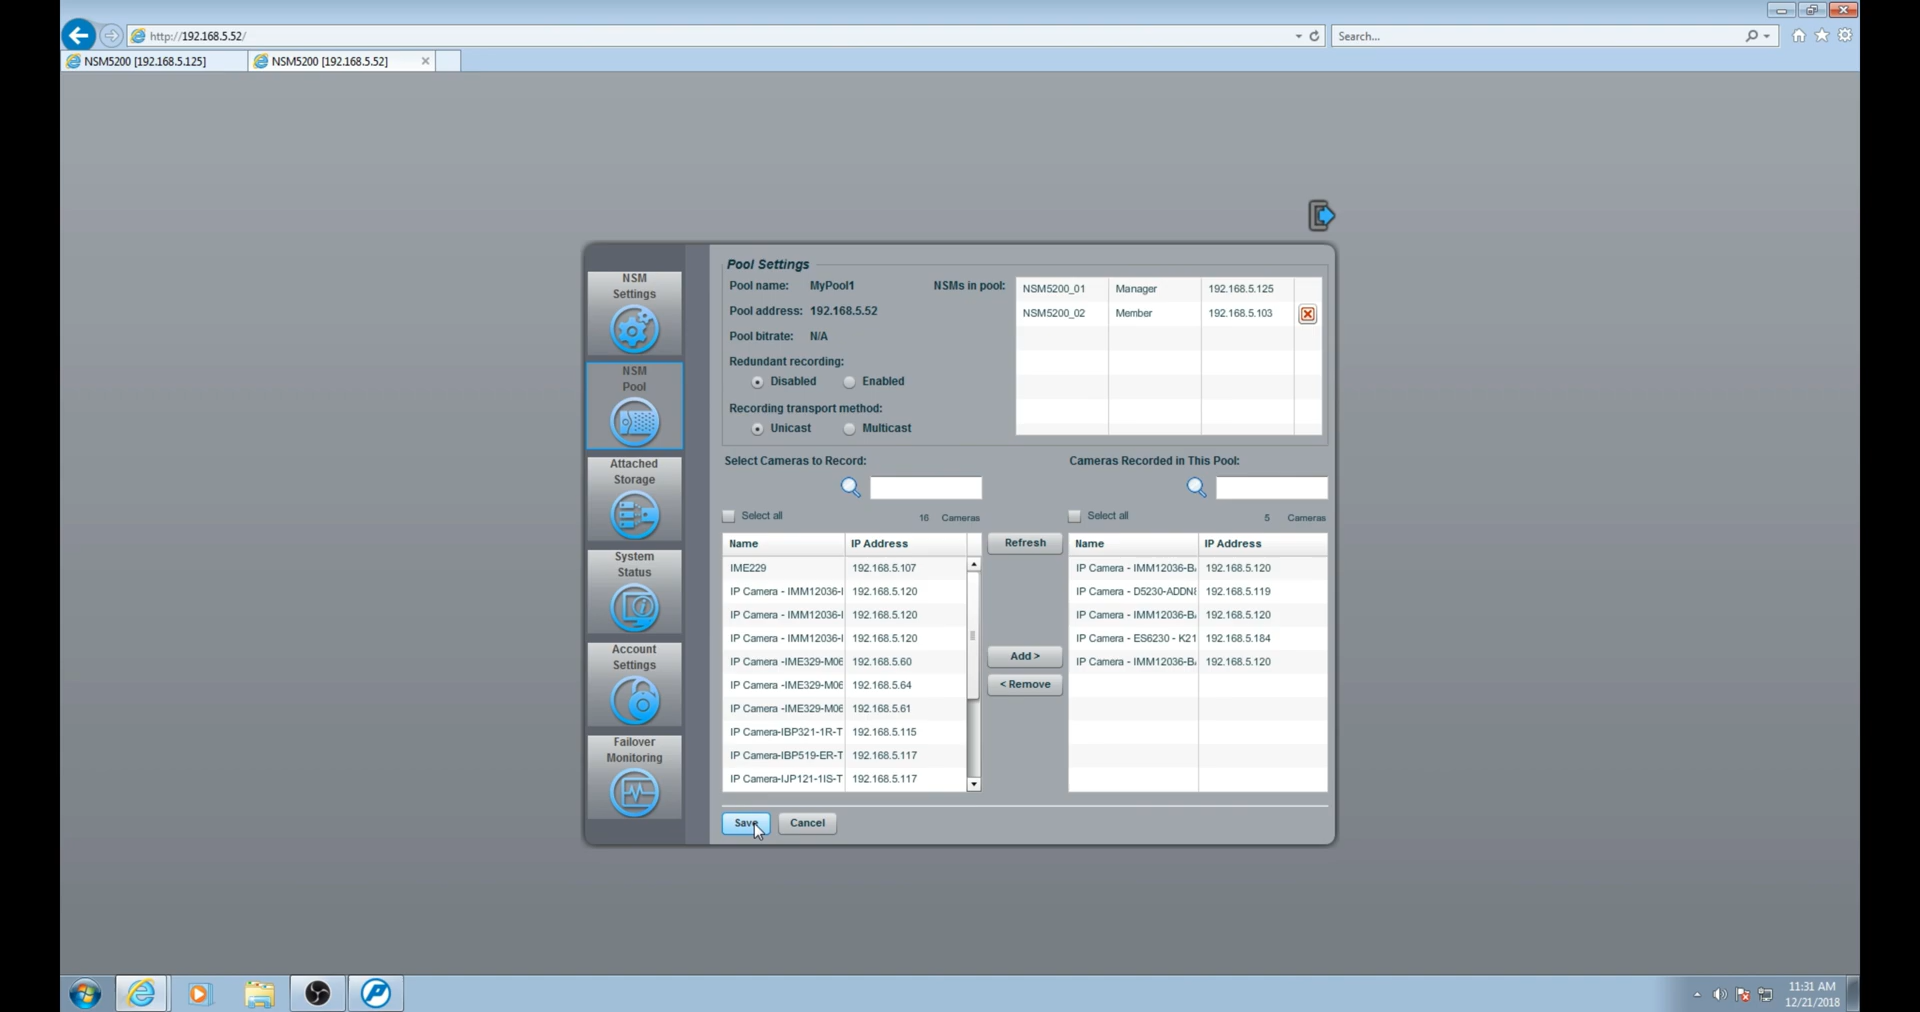 http://192.168.5.52/
Search...
NSM5200 [192.168.5.125]
NSM5200 [192.168.5.52]
NSM
Settings
NSM
Pool
Attached
Storage
System
Status
Account
Settings
Failover
Monitoring
Pool Settings
Pool name: MyPool1
Pool address: 192.168.5.52
Pool bitrate: N/A
Redundant recording:
Disabled Enabled
Recording transport method:
Unicast Multicast
NSMs in pool:
NSM5200_01 Manager 192.168.5.125
NSM5200_02 Member 192.168.5.103
Select Cameras to Record:
Select all 16 Cameras
Name IP Address
IME229 192.168.5.107
IP Camera - IMM12036-I 192.168.5.120
IP Camera - IMM12036-I 192.168.5.120
IP Camera - IMM12036-I 192.168.5.120
IP Camera -IME329-M06 192.168.5.60
IP Camera -IME329-M06 192.168.5.64
IP Camera -IME329-M06 192.168.5.61
IP Camera-IBP321-1R-T 192.168.5.115
IP Camera-IBP519-ER-T 192.168.5.117
IP Camera-IJP121-1IS-T 192.168.5.117
Refresh
Add >
< Remove
Cameras Recorded in This Pool:
Select all 5 Cameras
Name IP Address
IP Camera - IMM12036-B 192.168.5.120
IP Camera - D5230-ADDN 192.168.5.119
IP Camera - IMM12036-B 192.168.5.120
IP Camera - ES6230 - K21 192.168.5.184
IP Camera - IMM12036-B 192.168.5.120
Save Cancel
11:31 AM
12/21/2018